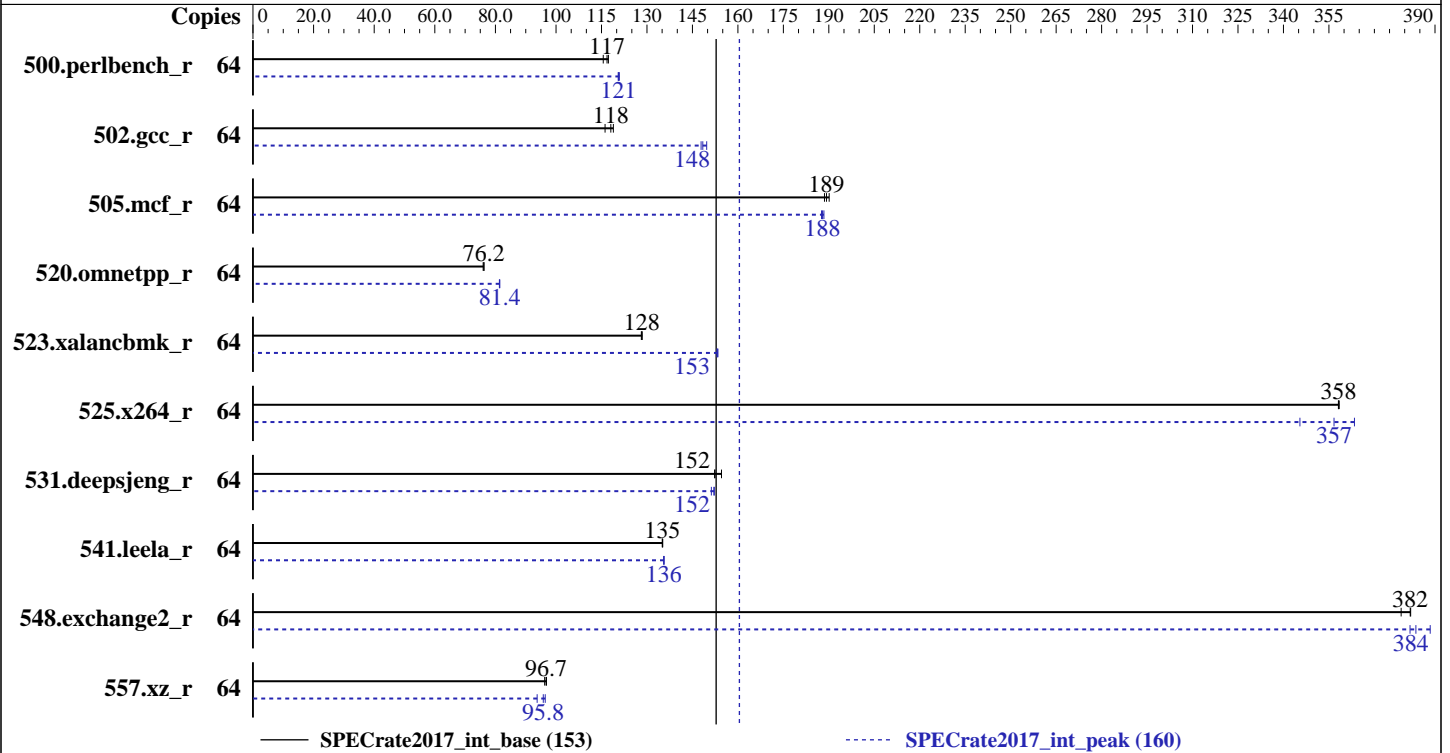 Copies 0 20.0 40.0 60.0 80.0 100 115 130 145 160 175 190 205 220 235 250 265 280 295 310 325 340 355 390
117
500.perlbench_r 64
121
118
502.gcc_r 64
148
189
505.mcf_r 64
188
76.2
520.omnetpp_r 64
81.4
128
523.xalancbmk_r 64
153
358
525.x264_r 64
357
152
531.deepsjeng_r 64
152
135
541.leela_r 64
136
382
548.exchange2_r 64
384
96.7
557.xz_r 64
95.8
SPECrate2017_int_base (153) SPECrate2017_int_peak (160)